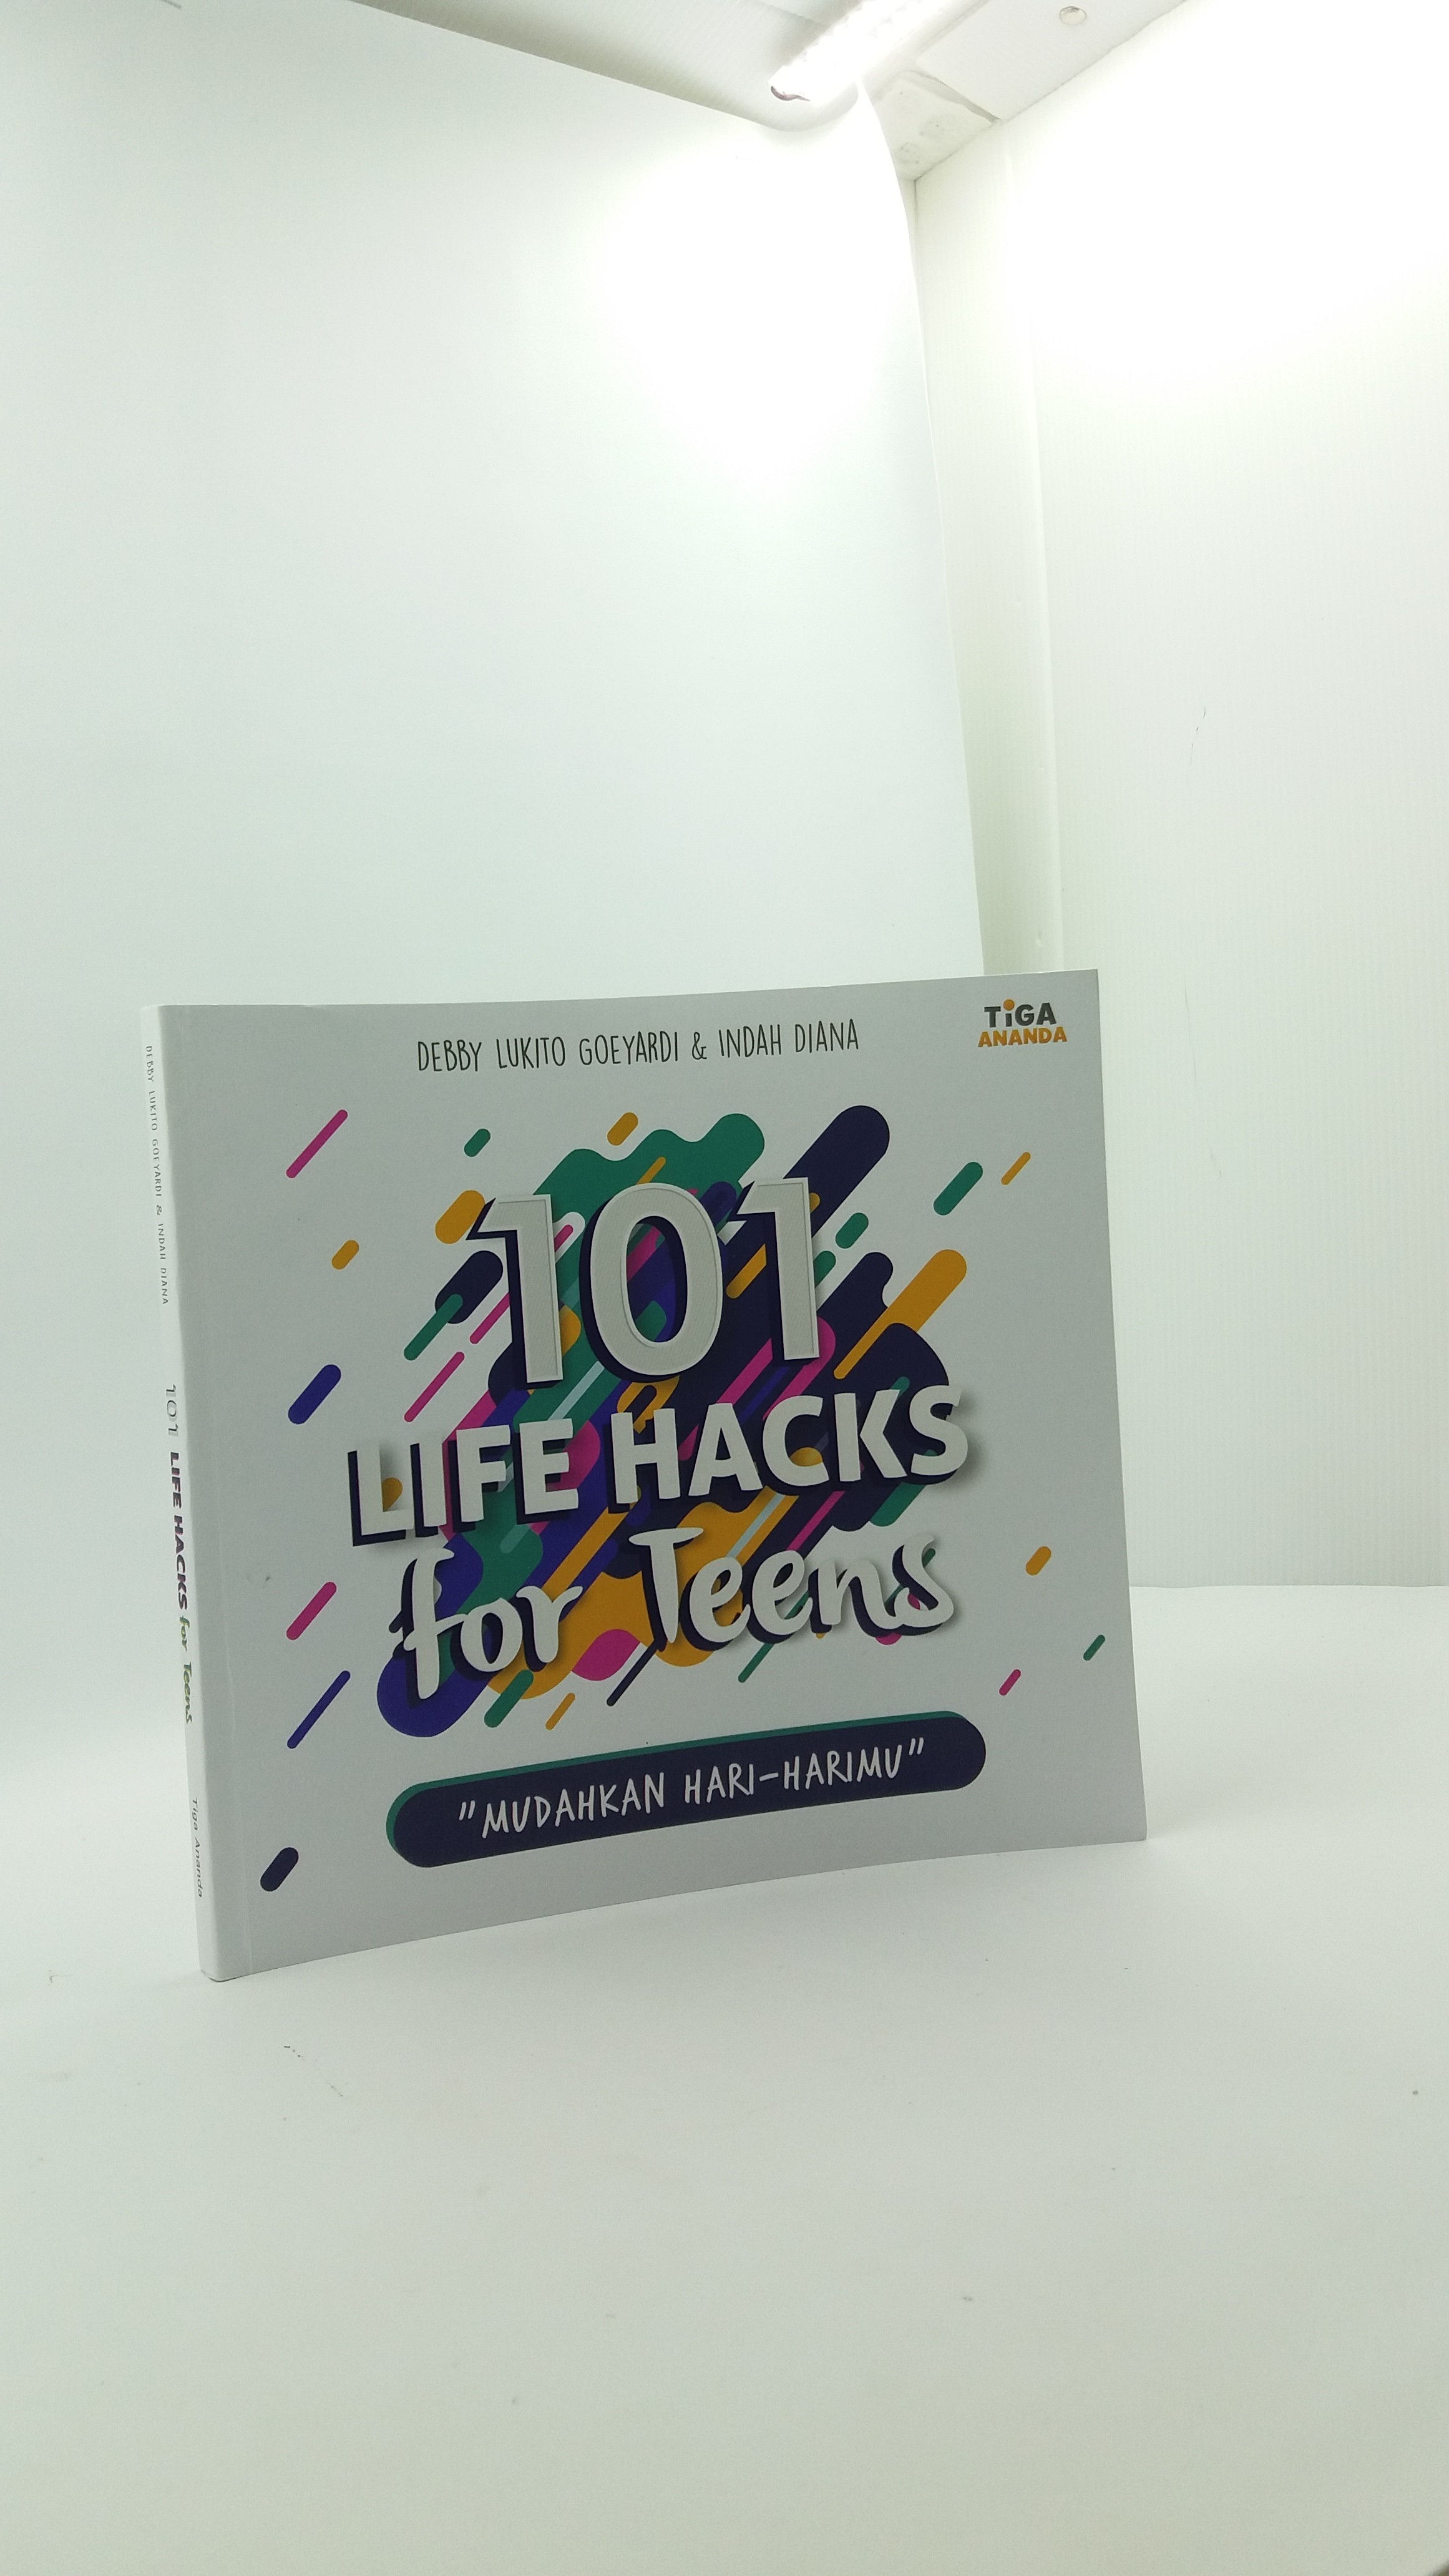 DEBBY LUKITO GOEYARDI & INDAH DIANA
TiGA
ANANDA
101
LIFE HACKS
for Teens
"MUDAHKAN HARI-HARIMU"
DEBBY LUKITO GOEYARDI & INDAH DIANA 101 LIFE HACKS for Teens Tiga Ananda